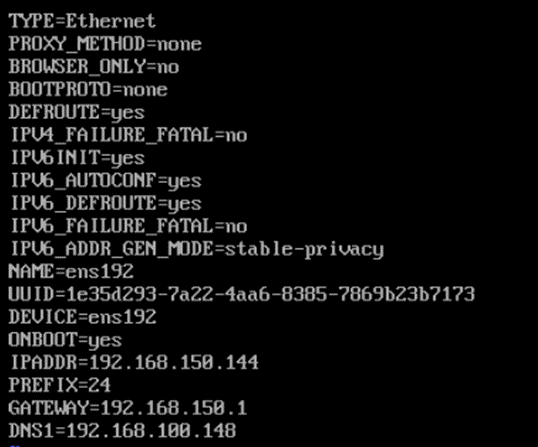 TYPE=Ethernet
PROXY_METHOD=none
BROWSER_ONLY=no
BOOTPROTO=none
DEFROUTE=yes
IPV4_FAILURE_FATAL=no
IPV6INIT=yes
IPV6_AUTOCONF=yes
IPV6_DEFROUTE=yes
IPV6_FAILURE_FATAL=no
IPV6_ADDR_GEN_MODE=stable-privacy
NAME=ens192
UUID=1e35d293-7a22-4aa6-8385-7869b23b7173
DEVICE=ens192
ONBOOT=yes
IPADDR=192.168.150.144
PREFIX=24
GATEWAY=192.168.150.1
DNS1=192.168.100.148